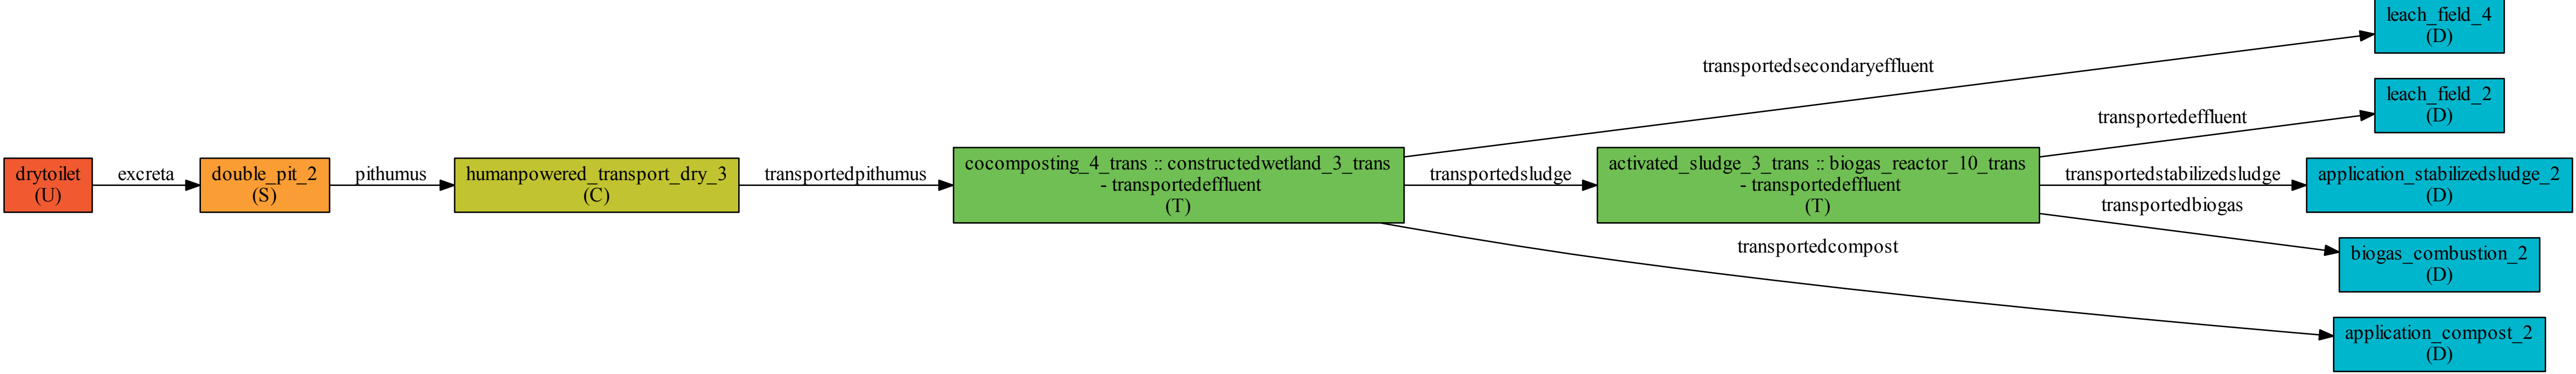 drytoilet
(U)
excreta
double_pit_2
(S)
pithumus
humanpowered_transport_dry_3
(C)
transportedpithumus
cocomposting_4_trans :: constructedwetland_3_trans
- transportedeffluent
(T)
transportedsecondaryeffluent
transportedsludge
transportedcompost
activated_sludge_3_trans :: biogas_reactor_10_trans
- transportedeffluent
(T)
transportedeffluent
transportedstabilizedsludge
transportedbiogas
leach_field_4
(D)
leach_field_2
(D)
application_stabilizedsludge_2
(D)
biogas_combustion_2
(D)
application_compost_2
(D)